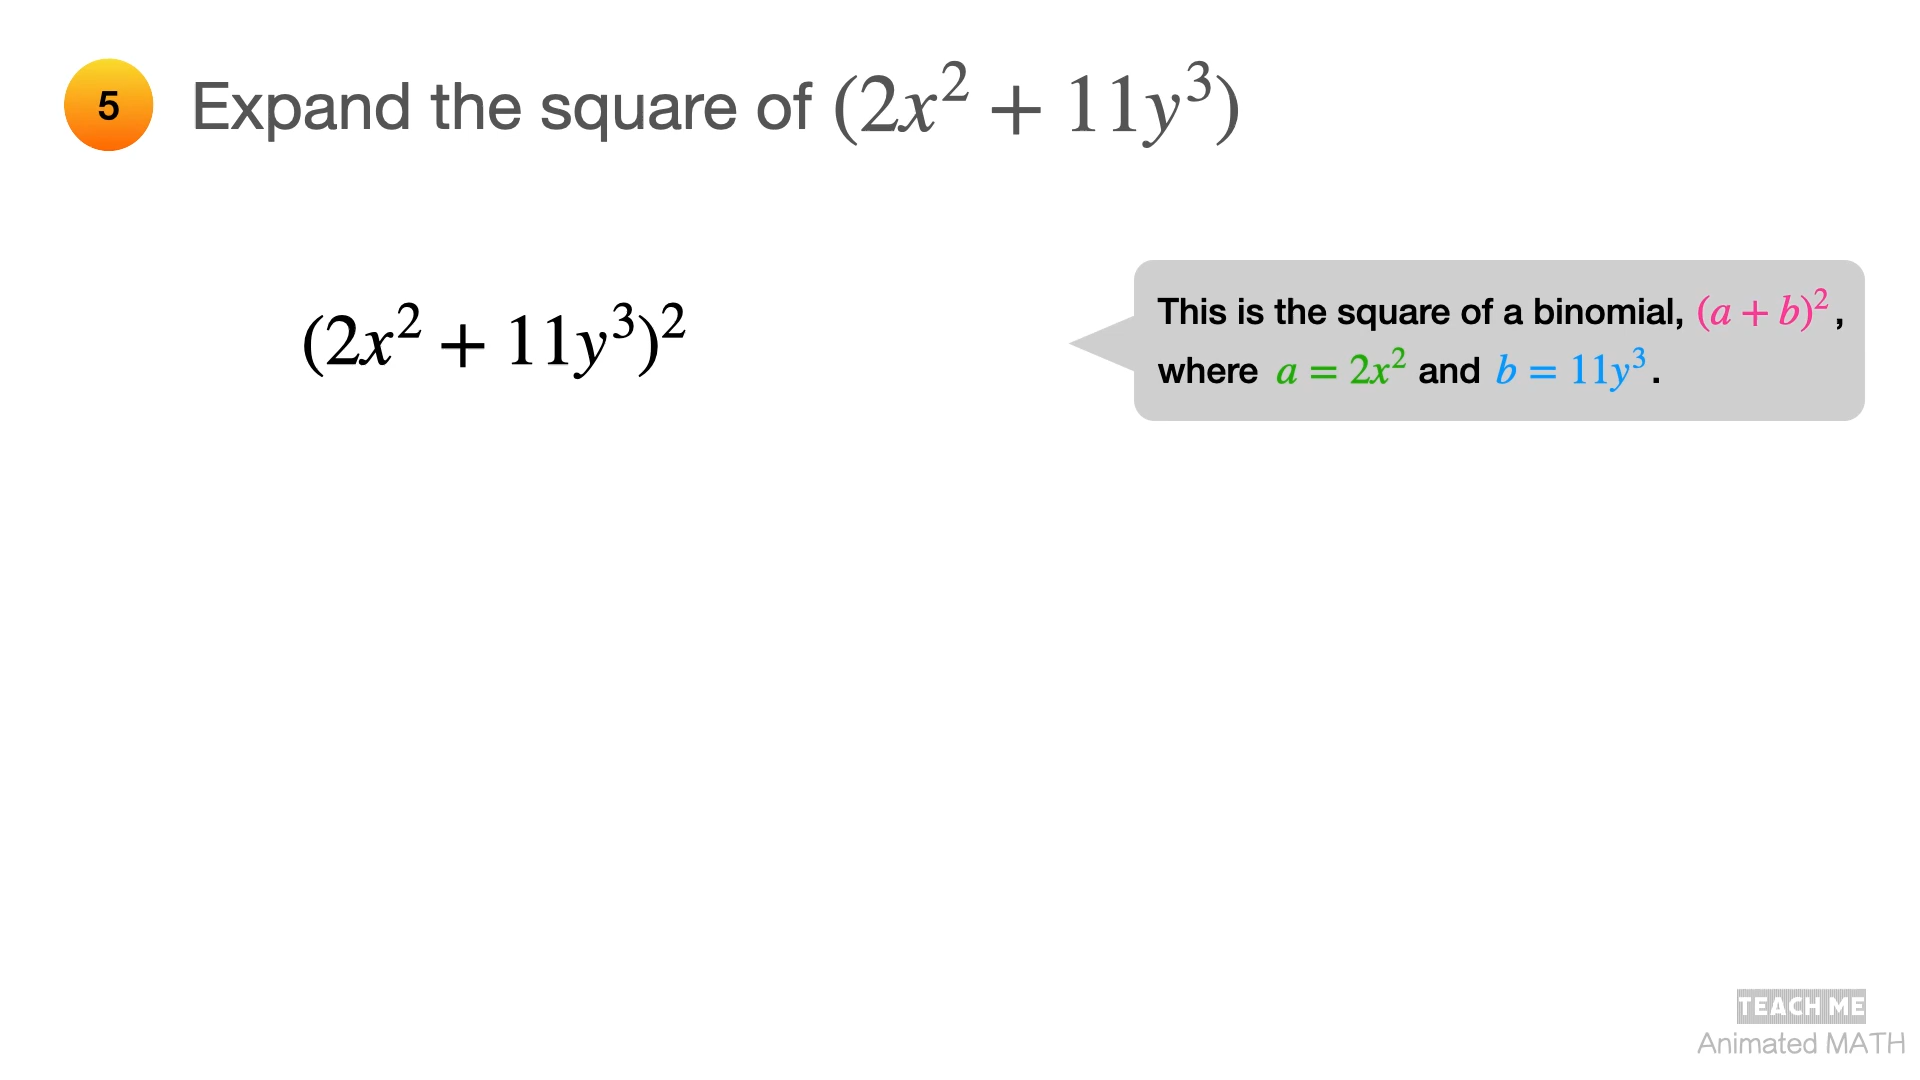 5 Expand the square of (2x² + 11y³)
(2x² + 11y³)²
This is the square of a binomial, (a + b)²,
where a = 2x² and b = 11y³.
TEACH ME
Animated MATH